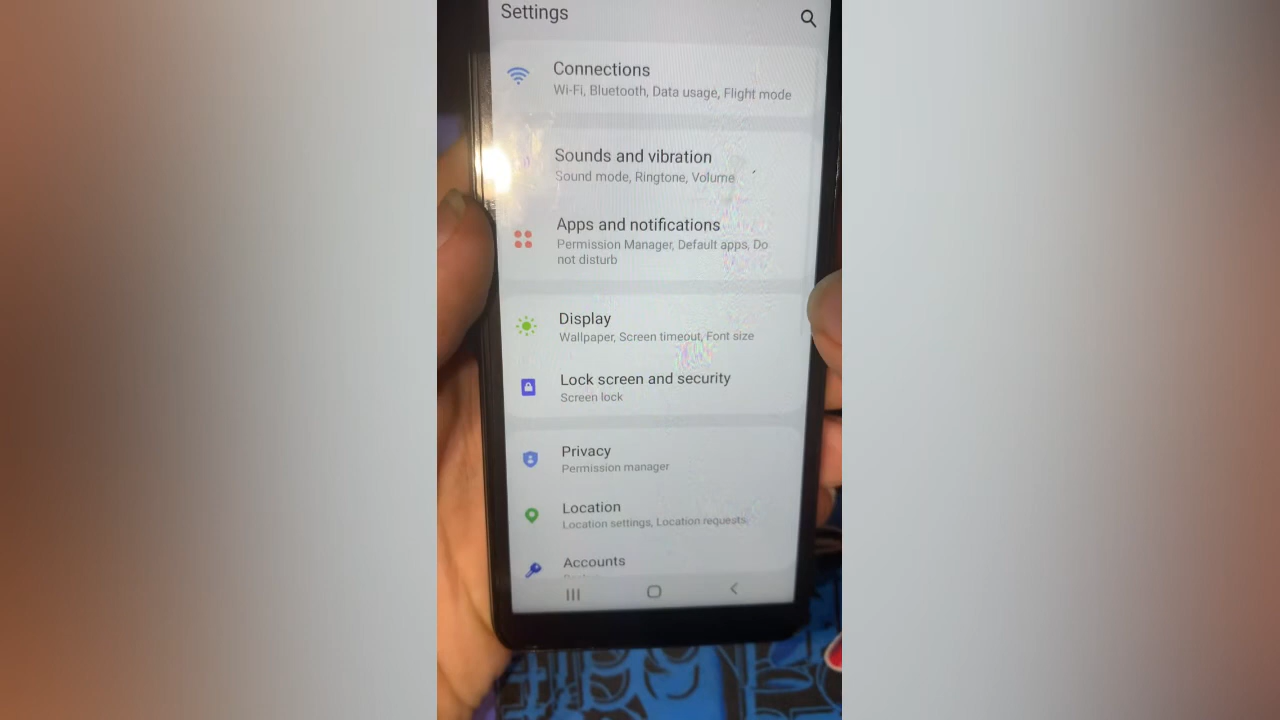 Settings
Connections
Wi-Fi, Bluetooth, Data usage, Flight mode
Sounds and vibration
Sound mode, Ringtone, Volume
Apps and notifications
Permission Manager, Default apps, Do
not disturb
Display
Wallpaper, Screen timeout, Font size
Lock screen and security
Screen lock
Privacy
Permission manager
Location
Location settings, Location requests
Accounts